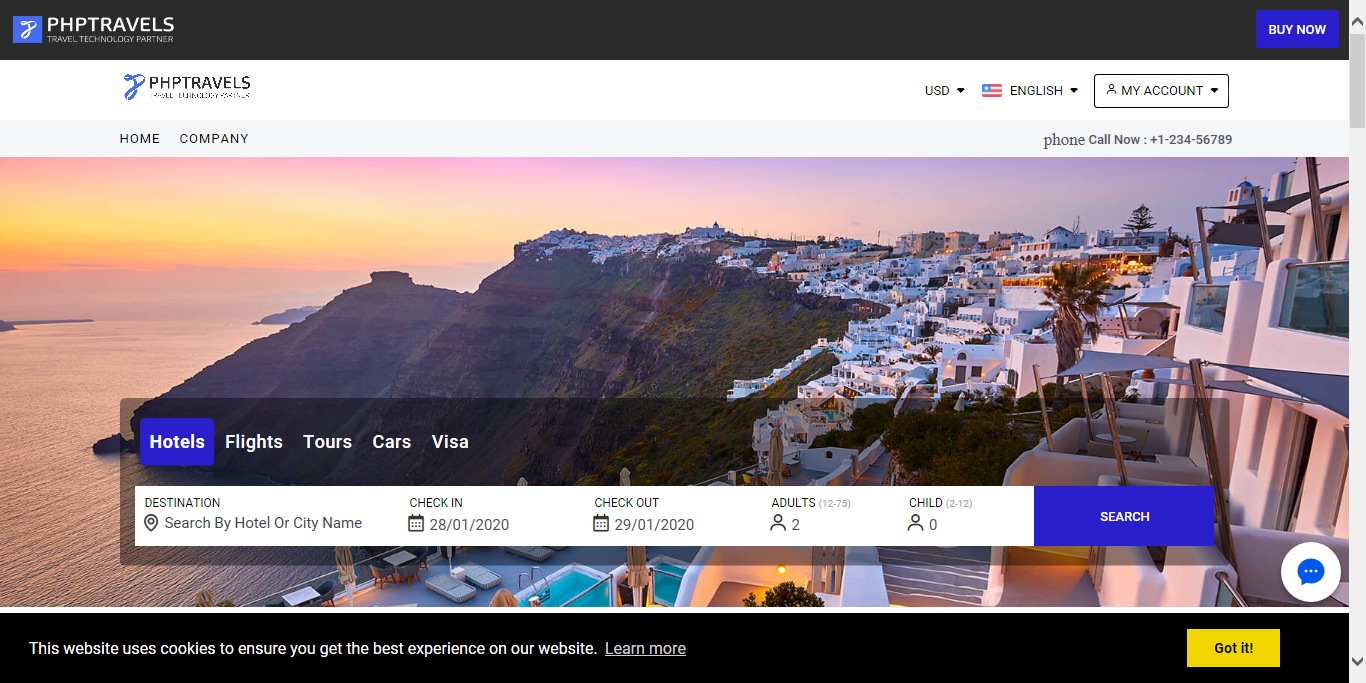 PHPTRAVELS
TRAVEL TECHNOLOGY PARTNER
BUY NOW
PHPTRAVELS
TRAVEL TECHNOLOGY PARTNER
USD ENGLISH MY ACCOUNT
HOME COMPANY
phone Call Now : +1-234-56789
Hotels Flights Tours Cars Visa
DESTINATION CHECK IN CHECK OUT ADULTS (12-75) CHILD (2-12)
Search By Hotel Or City Name 28/01/2020 29/01/2020 2 0
SEARCH
This website uses cookies to ensure you get the best experience on our website. Learn more
Got it!